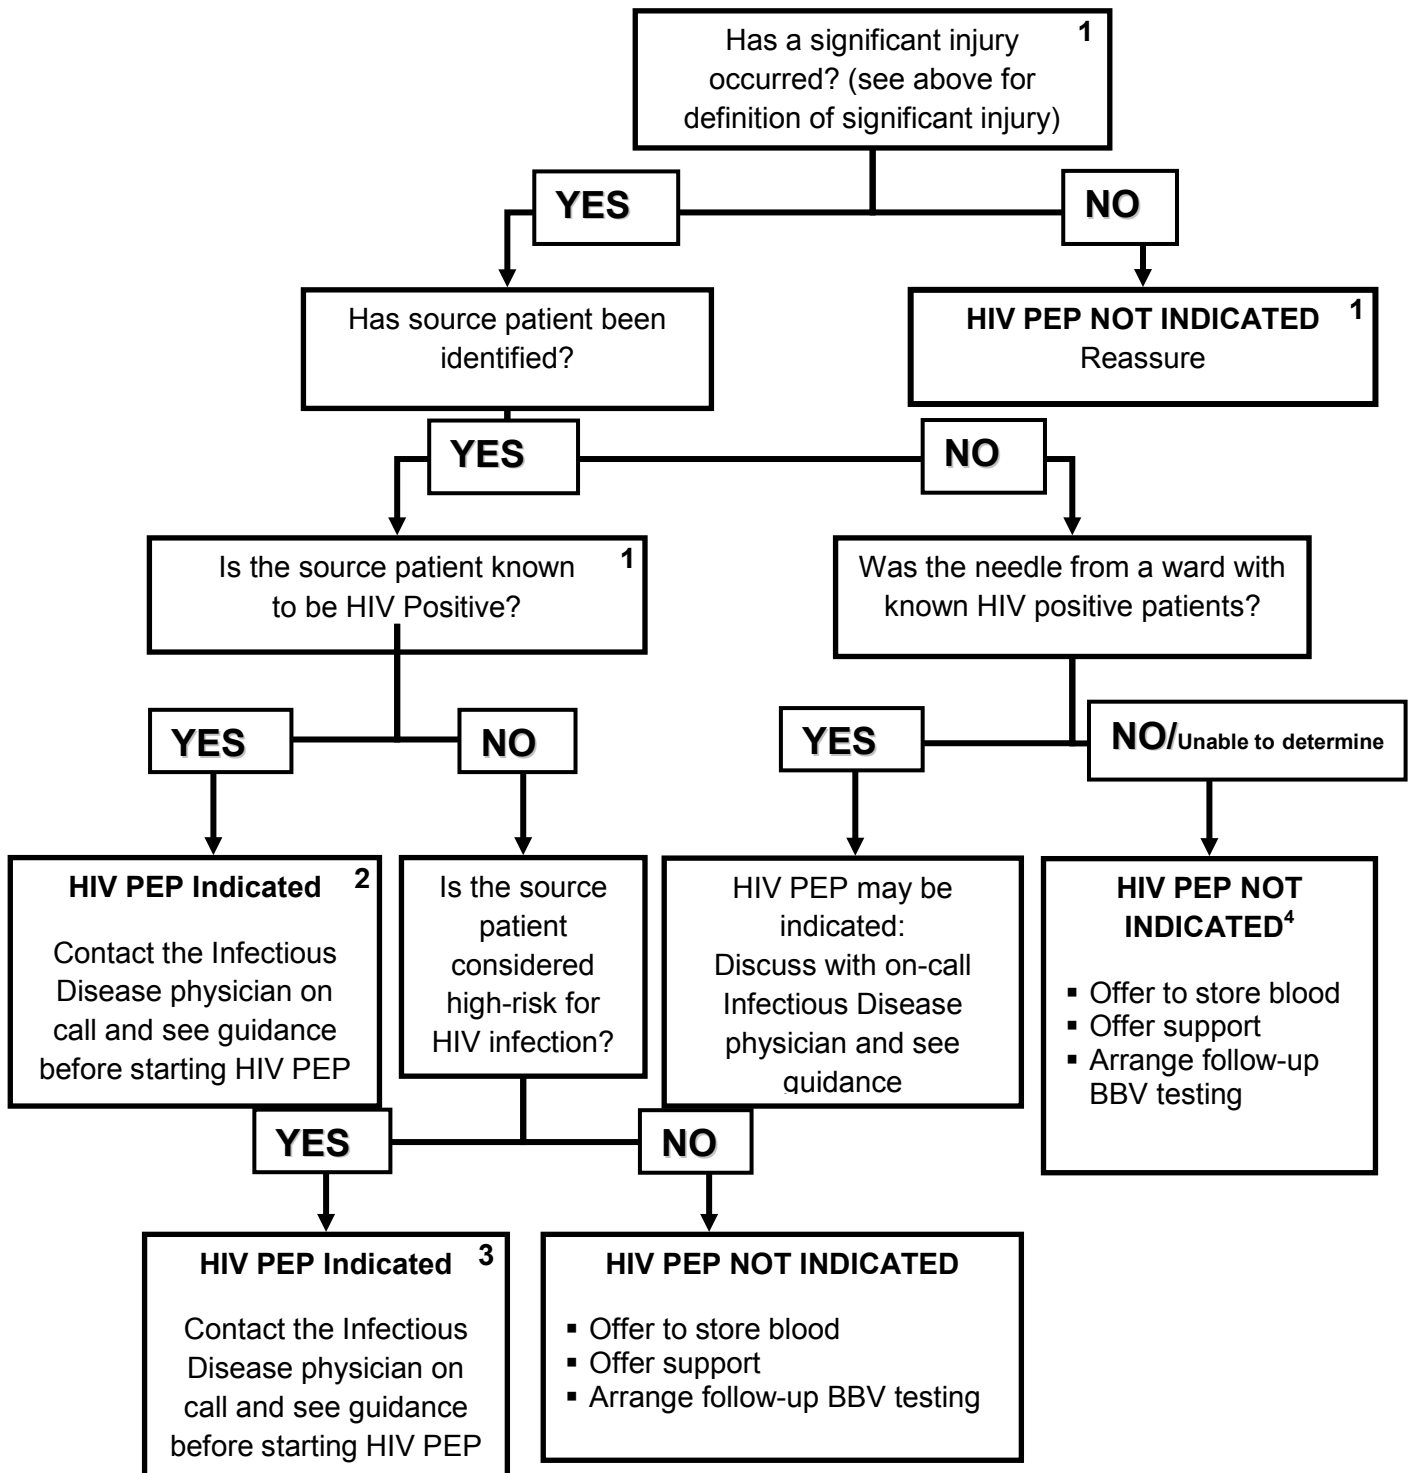 Has a significant injury 1
occurred? (see above for
definition of significant injury)
YES
NO
Has source patient been
identified?
HIV PEP NOT INDICATED 1
Reassure
YES
NO
Is the source patient known 1
to be HIV Positive?
Was the needle from a ward with
known HIV positive patients?
YES
NO
YES
NO/Unable to determine
HIV PEP Indicated 2
Contact the Infectious
Disease physician on
call and see guidance
before starting HIV PEP
Is the source
patient
considered
high-risk for
HIV infection?
HIV PEP may be
indicated:
Discuss with on-call
Infectious Disease
physician and see
guidance
HIV PEP NOT
INDICATED⁴
▪ Offer to store blood
▪ Offer support
▪ Arrange follow-up
BBV testing
YES
NO
HIV PEP Indicated 3
Contact the Infectious
Disease physician on
call and see guidance
before starting HIV PEP
HIV PEP NOT INDICATED
▪ Offer to store blood
▪ Offer support
▪ Arrange follow-up BBV testing